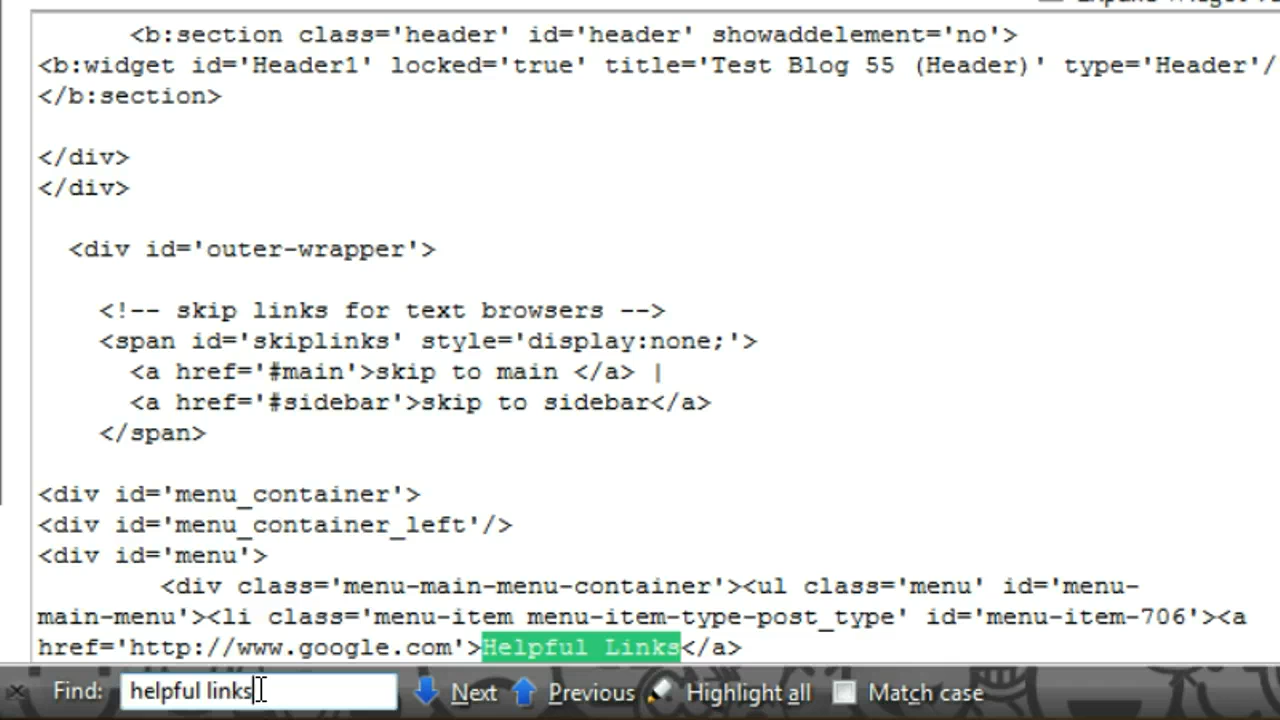 <b:section class='header' id='header' showaddelement='no'>
<b:widget id='Header1' locked='true' title='Test Blog 55 (Header)' type='Header'/
</b:section>
</div>
</div>
<div id='outer-wrapper'>
<!-- skip links for text browsers -->
<span id='skiplinks' style='display:none;'>
<a href='#main'>skip to main </a> |
<a href='#sidebar'>skip to sidebar</a>
</span>
<div id='menu_container'>
<div id='menu_container_left'/>
<div id='menu'>
<div class='menu-main-menu-container'><ul class='menu' id='menu-
main-menu'><li class='menu-item menu-item-type-post_type' id='menu-item-706'><a
href='http://www.google.com'>Helpful Links</a>
Find: helpful links Next Previous Highlight all Match case